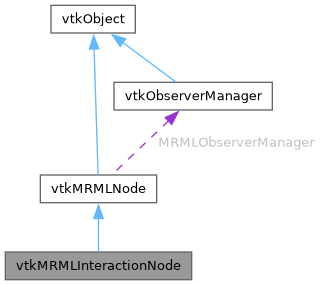 vtkObject
vtkObserverManager
MRMLObserverManager
vtkMRMLNode
vtkMRMLInteractionNode